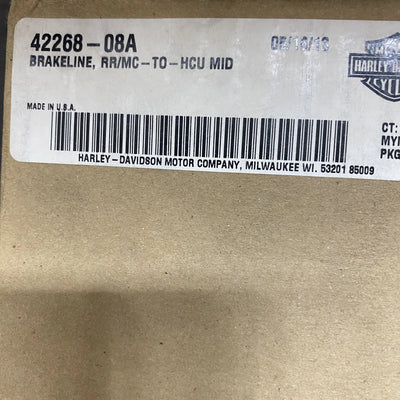 42268-08A
BRAKELINE, RR/MC-TO-HCU MID
MADE IN U.S.A.
HARLEY-DAVIDSON MOTOR COMPANY, MILWAUKEE WI. 53201 85009
CT:
PKG